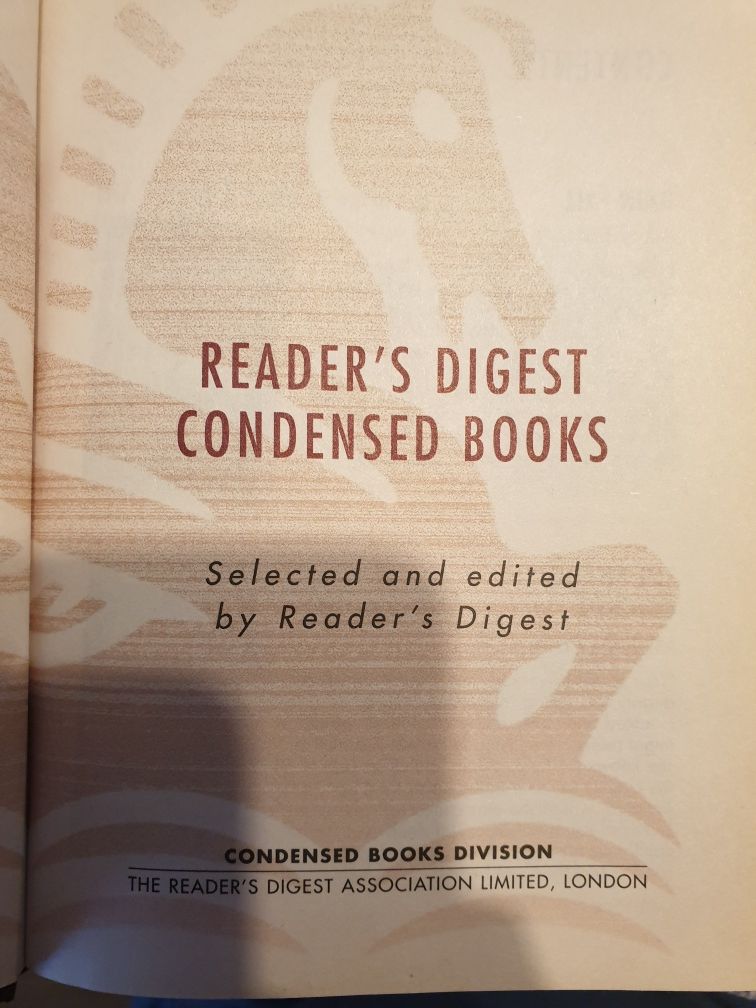 READER'S DIGEST
CONDENSED BOOKS
Selected and edited
by Reader's Digest
CONDENSED BOOKS DIVISION
THE READER'S DIGEST ASSOCIATION LIMITED, LONDON